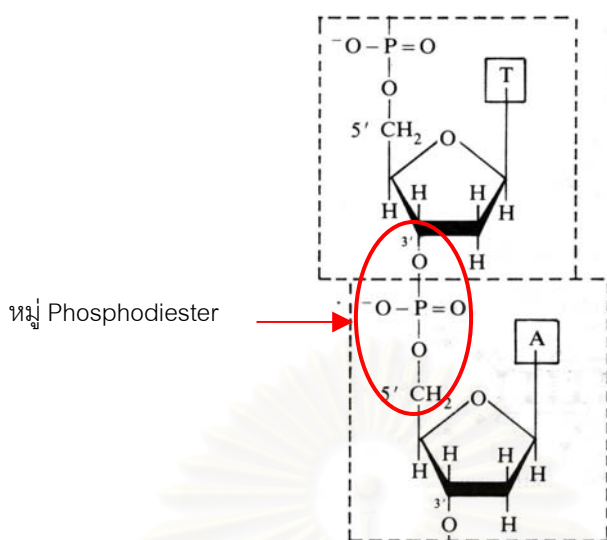 ⁻O–P=O
O
T
5′ CH₂ O
H H
H H
3′
O
หมู่ Phosphodiester
⁻O–P=O
O
A
5′ CH₂ O
H H
H H
3′
O H